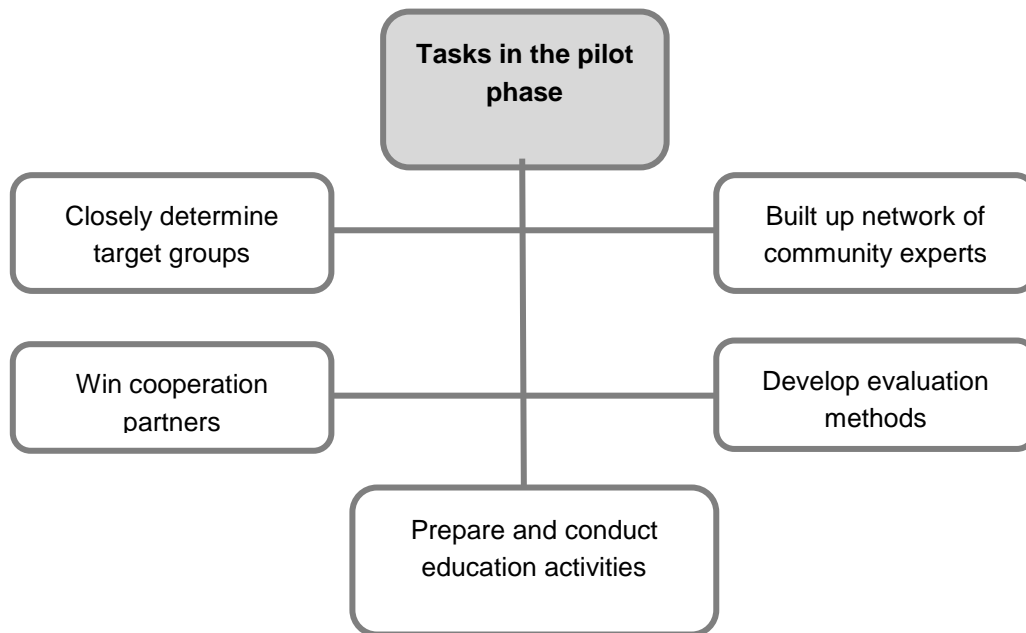 Tasks in the pilot
phase
Closely determine
target groups
Built up network of
community experts
Win cooperation
partners
Develop evaluation
methods
Prepare and conduct
education activities